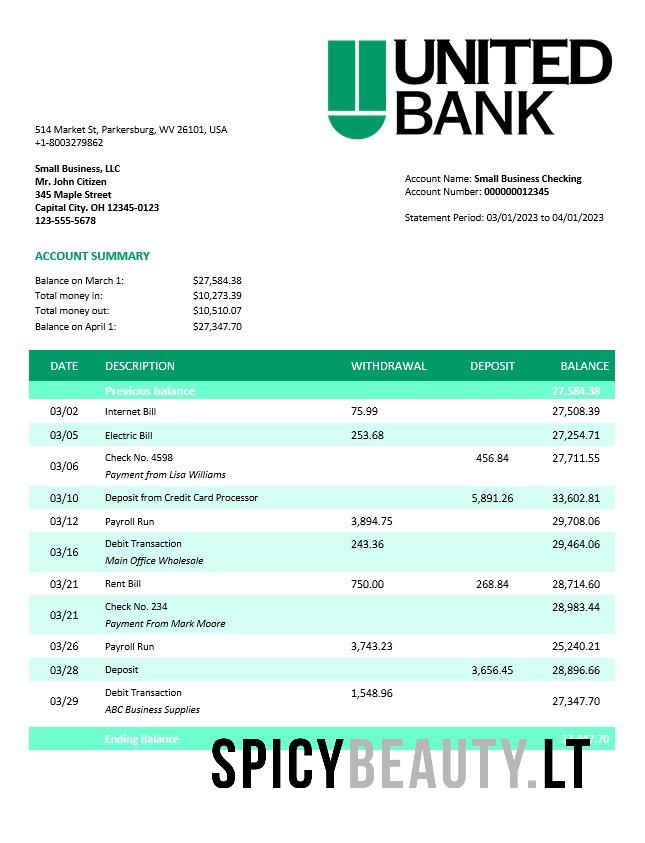 UNITED
BANK
514 Market St, Parkersburg, WV 26101, USA
+1-8003279862
Small Business, LLC
Mr. John Citizen
345 Maple Street
Capital City. OH 12345-0123
123-555-5678
Account Name: Small Business Checking
Account Number: 000000012345
Statement Period: 03/01/2023 to 04/01/2023
ACCOUNT SUMMARY
Balance on March 1: $27,584.38
Total money in: $10,273.39
Total money out: $10,510.07
Balance on April 1: $27,347.70
DATE DESCRIPTION WITHDRAWAL DEPOSIT BALANCE
Previous balance 27,584.38
03/02 Internet Bill 75.99 27,508.39
03/05 Electric Bill 253.68 27,254.71
03/06 Check No. 4598 456.84 27,711.55
Payment from Lisa Williams
03/10 Deposit from Credit Card Processor 5,891.26 33,602.81
03/12 Payroll Run 3,894.75 29,708.06
03/16 Debit Transaction 243.36 29,464.06
Main Office Wholesale
03/21 Rent Bill 750.00 268.84 28,714.60
03/21 Check No. 234 28,983.44
Payment From Mark Moore
03/26 Payroll Run 3,743.23 25,240.21
03/28 Deposit 3,656.45 28,896.66
03/29 Debit Transaction 1,548.96 27,347.70
ABC Business Supplies
Ending Balance
SPICYBEAUTY.LT